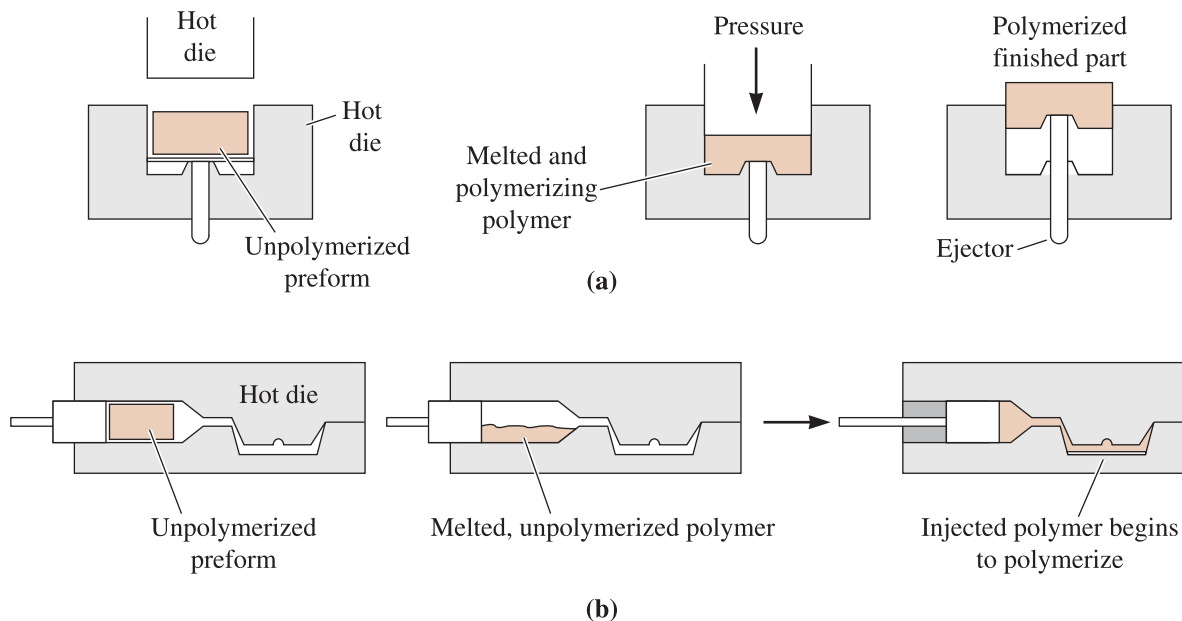 Hot
die
Hot
die
Unpolymerized
preform
Pressure
Melted and
polymerizing
polymer
Polymerized
finished part
Ejector
(a)
Hot die
Unpolymerized
preform
Melted, unpolymerized polymer
Injected polymer begins
to polymerize
(b)